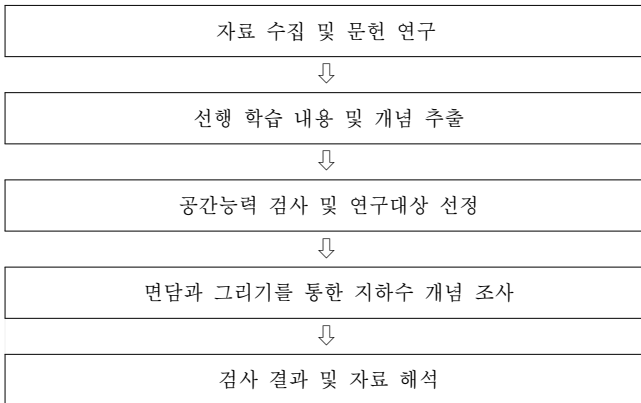 자료 수집 및 문헌 연구
⇩
선행 학습 내용 및 개념 추출
⇩
공간능력 검사 및 연구대상 선정
⇩
면담과 그리기를 통한 지하수 개념 조사
⇩
검사 결과 및 자료 해석